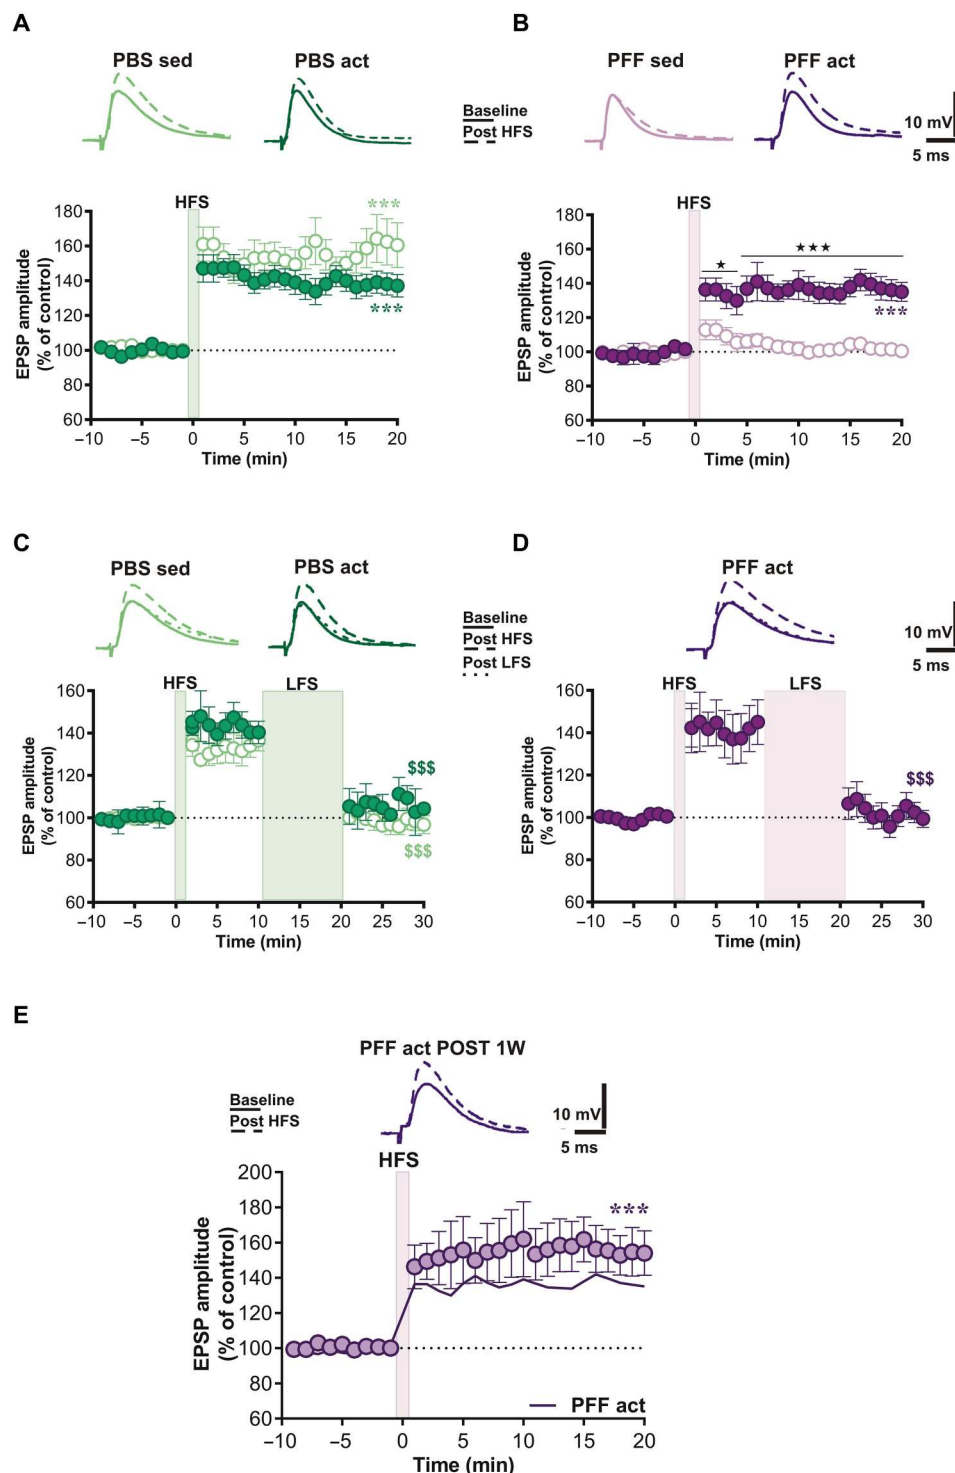 A
B
PBS sed
PBS act
PFF sed
PFF act
Baseline
Post HFS
10 mV
5 ms
HFS
HFS
180
160
140
120
100
80
60
***
***
EPSP amplitude
(% of control)
–10
–5
0
5
10
15
20
Time (min)
180
160
140
120
100
80
60
★
★★★
***
EPSP amplitude
(% of control)
–10
–5
0
5
10
15
20
Time (min)
C
D
PBS sed
PBS act
PFF act
Baseline
Post HFS
Post LFS
10 mV
5 ms
HFS
LFS
HFS
LFS
160
140
120
100
80
60
$$$
$$$
EPSP amplitude
(% of control)
–10
–5
0
5
10
15
20
25
30
Time (min)
160
140
120
100
80
60
$$$
EPSP amplitude
(% of control)
–10
–5
0
5
10
15
20
25
30
Time (min)
E
PFF act POST 1W
Baseline
Post HFS
10 mV
5 ms
HFS
200
180
160
140
120
100
80
60
***
EPSP amplitude
(% of control)
PFF act
–10
–5
0
5
10
15
20
Time (min)